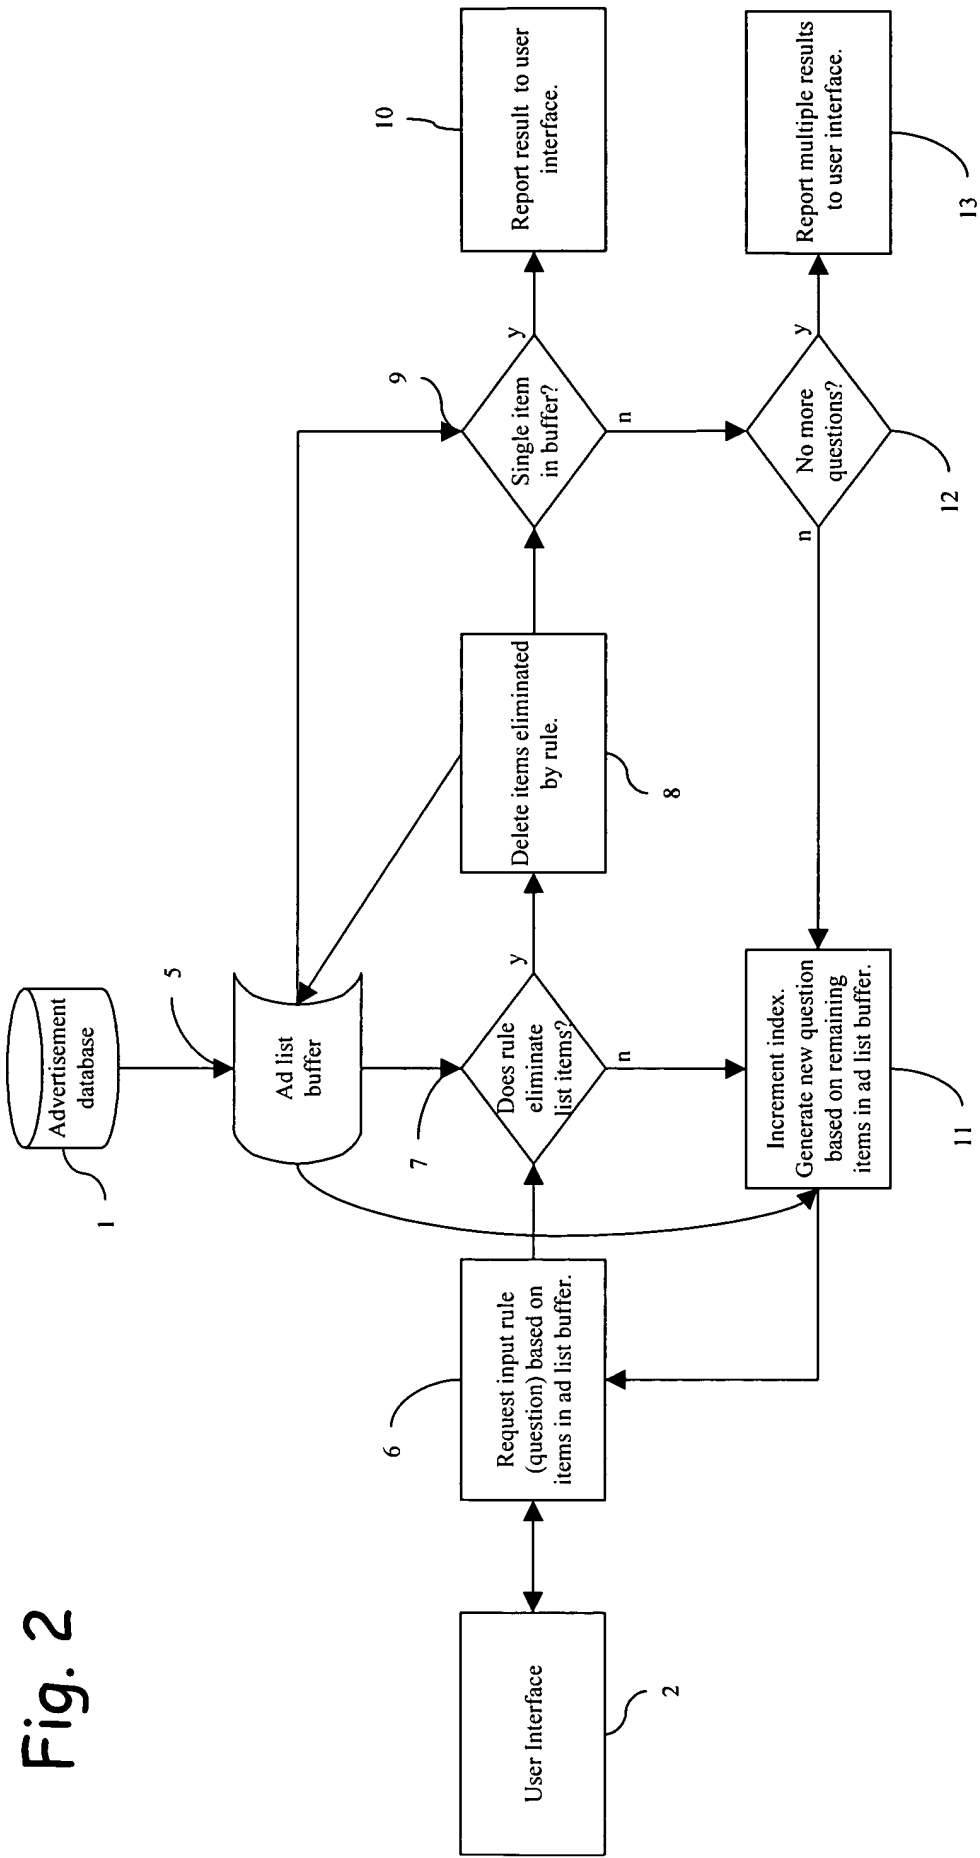 Fig. 2
Advertisement
database
1
Ad list
buffer
5
User Interface
2
Request input rule
(question) based on
items in ad list buffer.
6
Does rule
eliminate
list items?
7
y
n
Delete items eliminated
by rule.
8
Single item
in buffer?
9
y
n
Report result to user
interface.
10
Increment index.
Generate new question
based on remaining
items in ad list buffer.
11
No more
questions?
12
n
y
Report multiple results
to user interface.
13